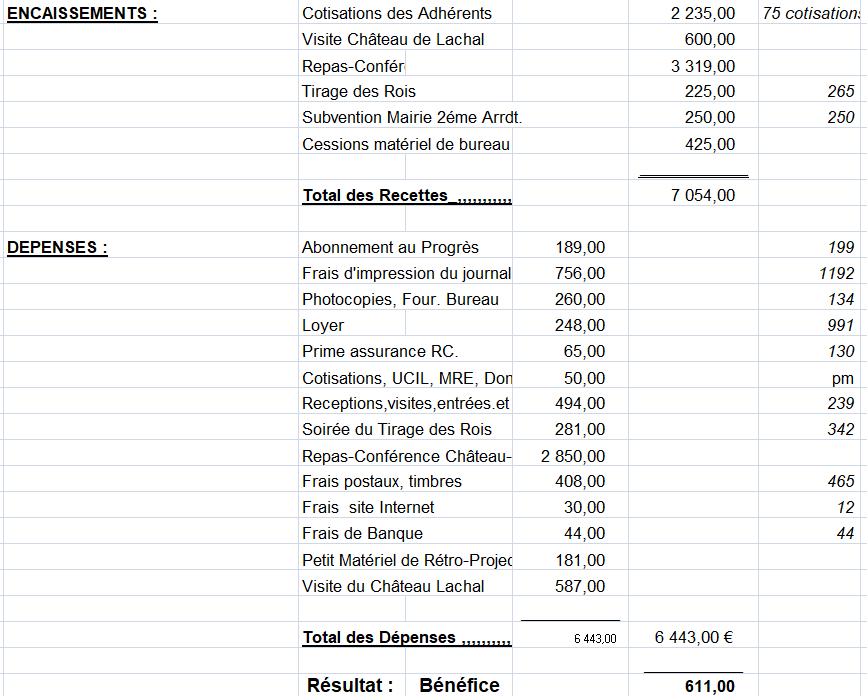 ENCAISSEMENTS : Cotisations des Adhérents 2 235,00 75 cotisations
Visite Château de Lachal 600,00
Repas-Confér 3 319,00
Tirage des Rois 225,00 265
Subvention Mairie 2éme Arrdt. 250,00 250
Cessions matériel de bureau 425,00
Total des Recettes_,,,,,,,,,,, 7 054,00
DEPENSES : Abonnement au Progrès 189,00 199
Frais d'impression du journal 756,00 1192
Photocopies, Four. Bureau 260,00 134
Loyer 248,00 991
Prime assurance RC. 65,00 130
Cotisations, UCIL, MRE, Don 50,00 pm
Receptions,visites,entrées.et 494,00 239
Soirée du Tirage des Rois 281,00 342
Repas-Conférence Château- 2 850,00
Frais postaux, timbres 408,00 465
Frais site Internet 30,00 12
Frais de Banque 44,00 44
Petit Matériel de Rétro-Projec 181,00
Visite du Château Lachal 587,00
Total des Dépenses ,,,,,,,,,, 6 443,00 6 443,00 €
Résultat : Bénéfice 611,00